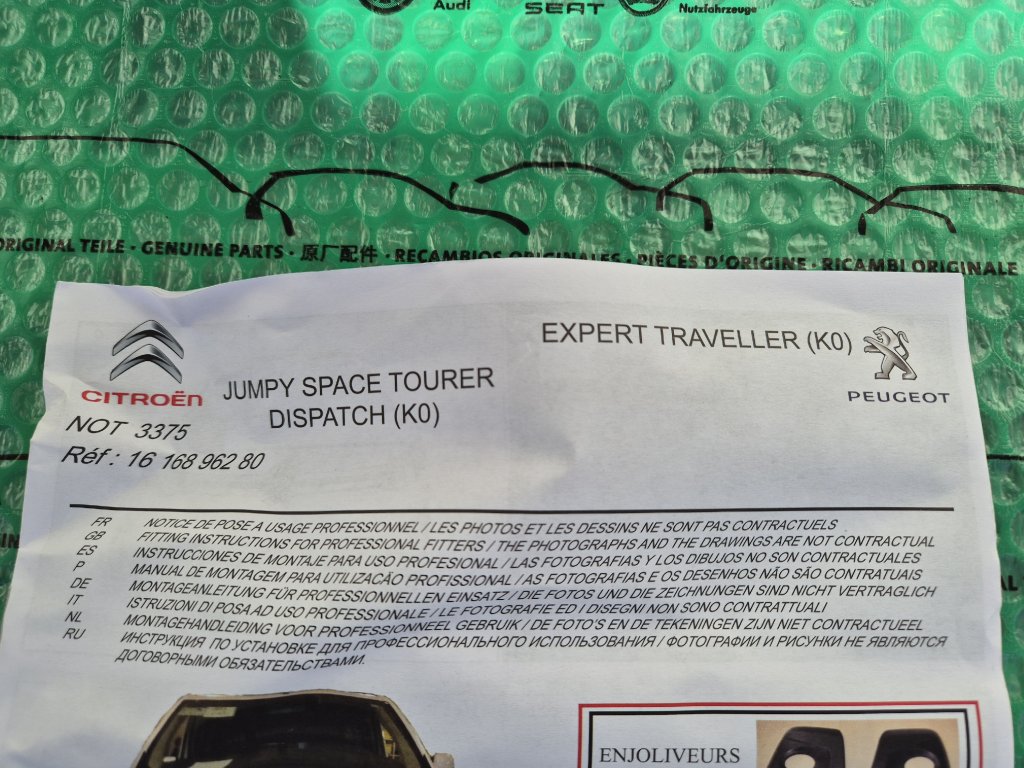 Audi
SEAT
Nutzfahrzeuge
ORIGINAL TEILE · GENUINE PARTS · 原厂配件 · RECAMBIOS ORIGINALES · PIÈCES D'ORIGINE · RICAMBI ORIGINALE
EXPERT TRAVELLER (K0)
PEUGEOT
CITROËN
JUMPY SPACE TOURER
DISPATCH (K0)
NOT 3375
Réf : 16 168 962 80
FR NOTICE DE POSE A USAGE PROFESSIONNEL / LES PHOTOS ET LES DESSINS NE SONT PAS CONTRACTUELS
GB FITTING INSTRUCTIONS FOR PROFESSIONAL FITTERS / THE PHOTOGRAPHS AND THE DRAWINGS ARE NOT CONTRACTUAL
ES INSTRUCCIONES DE MONTAJE PARA USO PROFESIONAL / LAS FOTOGRAFIAS Y LOS DIBUJOS NO SON CONTRACTUALES
P MANUAL DE MONTAGEM PARA UTILIZACÃO PROFISSIONAL / AS FOTOGRAFIAS E OS DESENHOS NÃO SÃO CONTRATUAIS
DE MONTAGEANLEITUNG FÜR PROFESSIONNELLEN EINSATZ / DIE FOTOS UND DIE ZEICHNUNGEN SIND NICHT VERTRAGLICH
IT ISTRUZIONI DI POSA AD USO PROFESSIONALE / LE FOTOGRAFIE ED I DISEGNI NON SONO CONTRATTUALI
NL MONTAGEHANDLEIDING VOOR PROFESSIONNEEL GEBRUIK / DE FOTO'S EN DE TEKENINGEN ZIJN NIET CONTRACTUEEL
RU ИНСТРУКЦИЯ ПО УСТАНОВКЕ ДЛЯ ПРОФЕССИОНАЛЬНОГО ИСПОЛЬЗОВАНИЯ / ФОТОГРАФИИ И РИСУНКИ НЕ ЯВЛЯЮТСЯ
ДОГОВОРНЫМИ ОБЯЗАТЕЛЬСТВАМИ.
ENJOLIVEURS